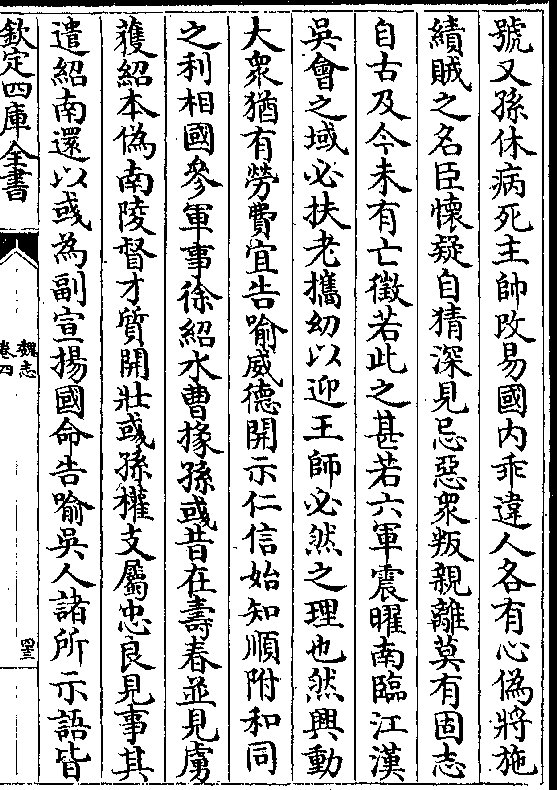 號又孫休病死主帥改易國内乖違人各有心偽將施
績賊之名臣懷疑自猜深見忌惡衆叛親離莫有固志
自古及今未有亡徵若此之甚若六軍震曜南臨江漢
吳會之域必扶老攜幼以迎王師必然之理也然興動
大衆猶有勞費宜告喻威德開示仁信始知順附和同
之利相國參軍事徐紹水曹掾孫彧昔在壽春並見虜
獲紹本偽南陵督才質開壯彧孫權支屬忠良見事其
遣紹南還以彧為副宣揚國命告喻吳人諸所示語皆
欽定四庫全書
魏志
卷四